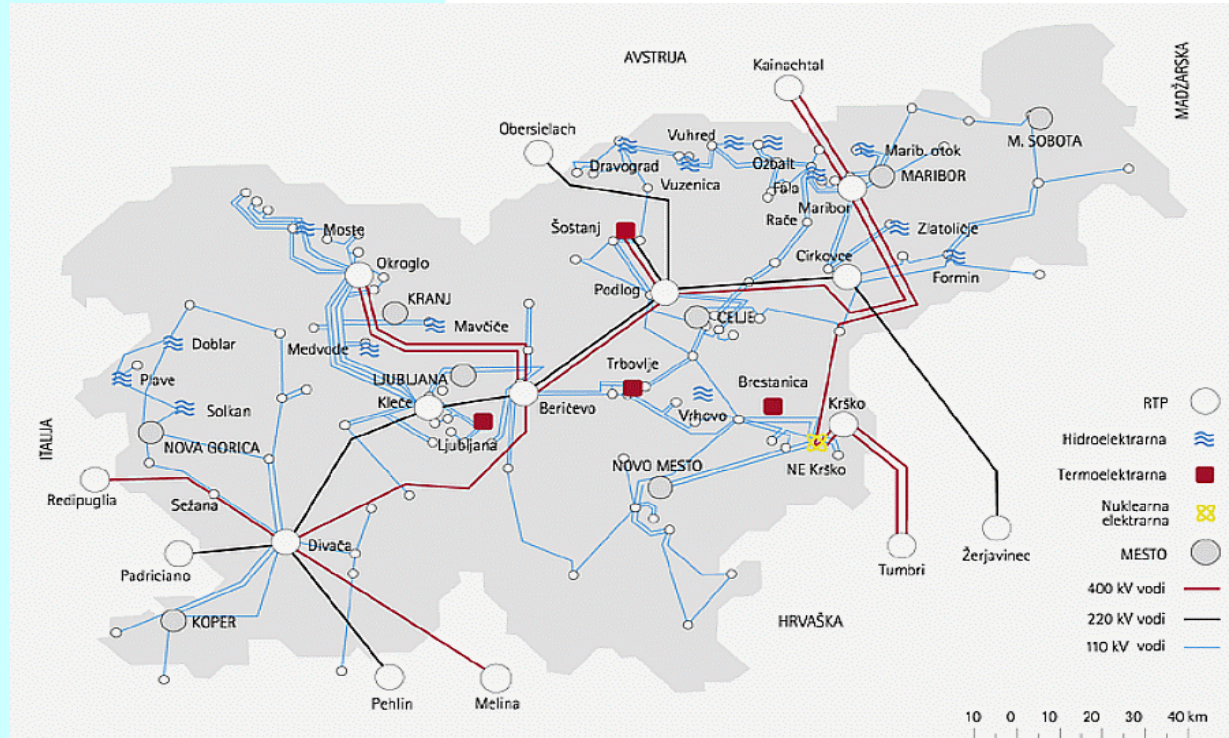 AVSTRIJA
MADŽARSKA
Kainachtal
Obersielach
Vuhred
Dravograd
Vuzenica
Ožbalt
Fala
Marib. otok
MARIBOR
M. SOBOTA
Maribor
Rače
Zlatoličje
Šoštanj
Moste
Okroglo
Podlog
Cirkovce
Formin
KRANJ
Mavčiče
CELJE
Doblar
Medvode
Plave
LJUBLJANA
Trbovlje
Brestanica
Solkan
Kleče
Beričevo
Vrhovo
Krško
ITALIJA
NOVA GORICA
Ljubljana
NOVO MESTO
NE Krško
Redipuglia
Sežana
Divača
Padriciano
Tumbri
Žerjavinec
KOPER
HRVAŠKA
Pehlin
Melina
RTP
Hidroelektrarna
Termoelektrarna
Nuklearna
elektrarna
MESTO
400 kV vodi
220 kV vodi
110 kV vodi
10 0 10 20 30 40 km